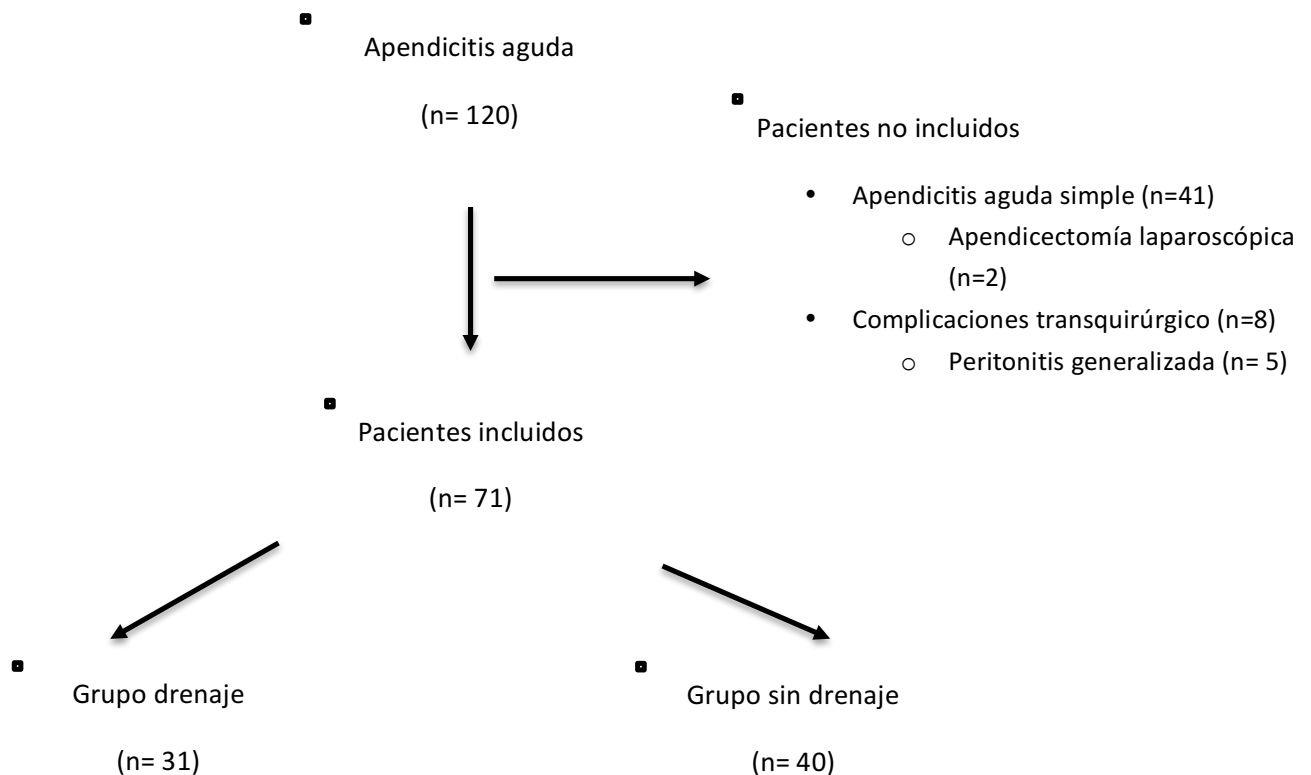 Apendicitis aguda
(n= 120)
Pacientes no incluidos
• Apendicitis aguda simple (n=41)
o Apendicectomía laparoscópica
(n=2)
• Complicaciones transquirúrgico (n=8)
o Peritonitis generalizada (n= 5)
Pacientes incluidos
(n= 71)
Grupo drenaje
(n= 31)
Grupo sin drenaje
(n= 40)